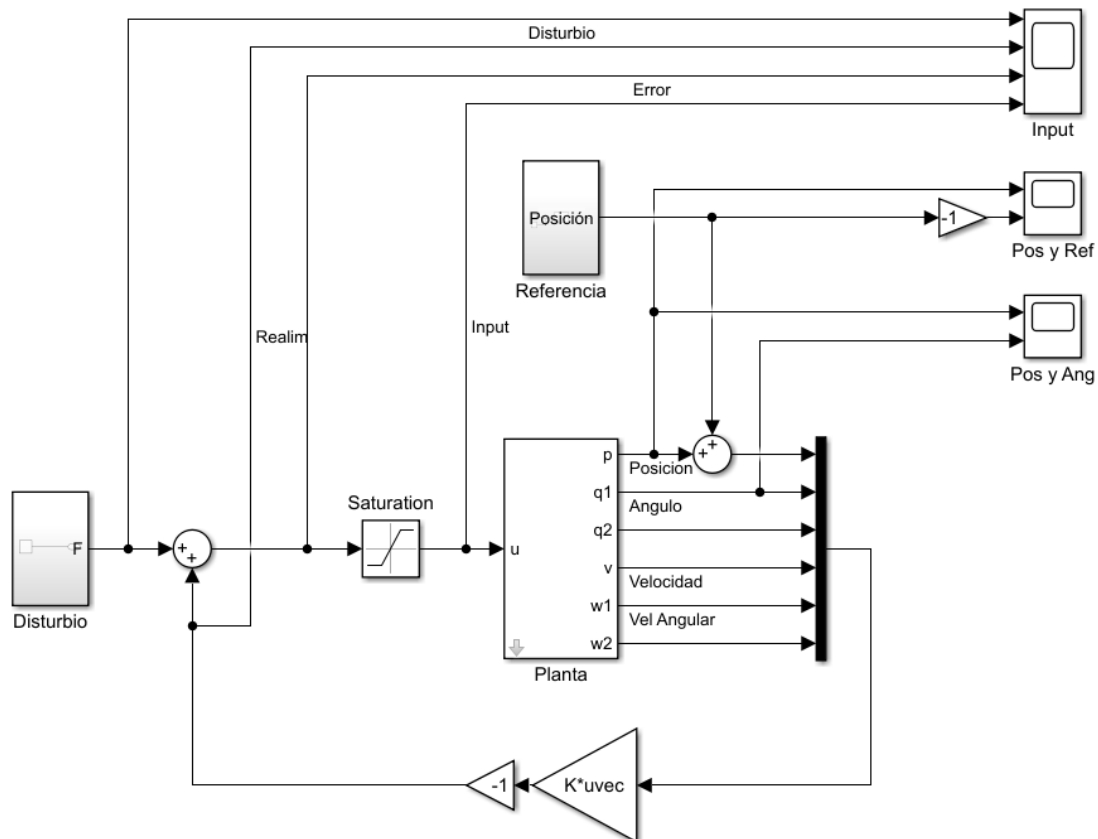 Disturbio
Error
Input
Posición
-1
Pos y Ref
Referencia
Realim
Input
Pos y Ang
p
Posicion
+
+
Saturation
q1
Angulo
F
+
+
u
q2
v
Velocidad
w1
Vel Angular
w2
Disturbio
Planta
-1
K*uvec